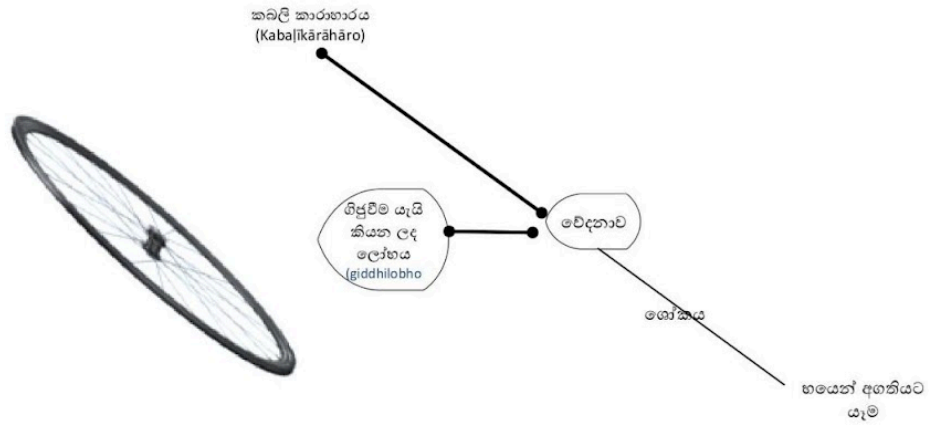 කබලි කාරාහාරය
(Kabaḷīkārāhāro)
ගිජුවීම යැයි
කියන ලද
ලෝභය
(giddhilobho
වේදනාව
ශෝකය
භයෙන් අගතියට
යෑම